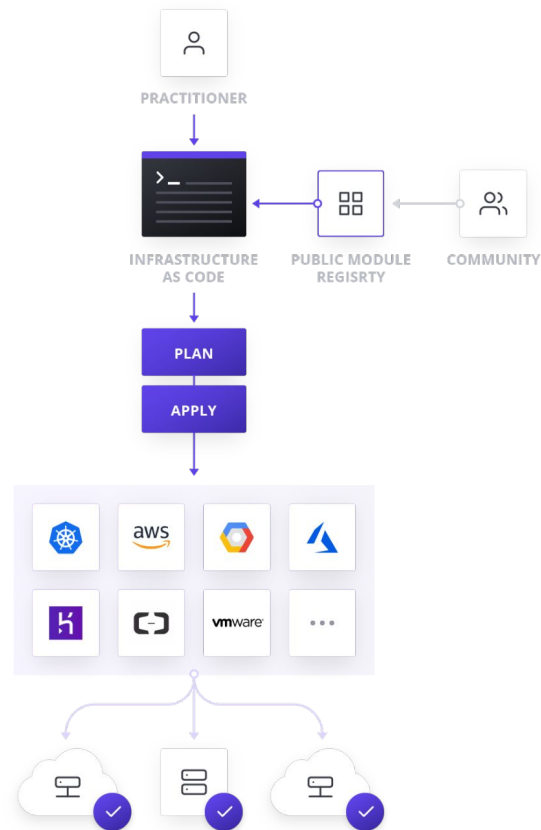 PRACTITIONER
INFRASTRUCTURE
AS CODE
PUBLIC MODULE
REGISRTY
COMMUNITY
PLAN
APPLY
aws
vmware